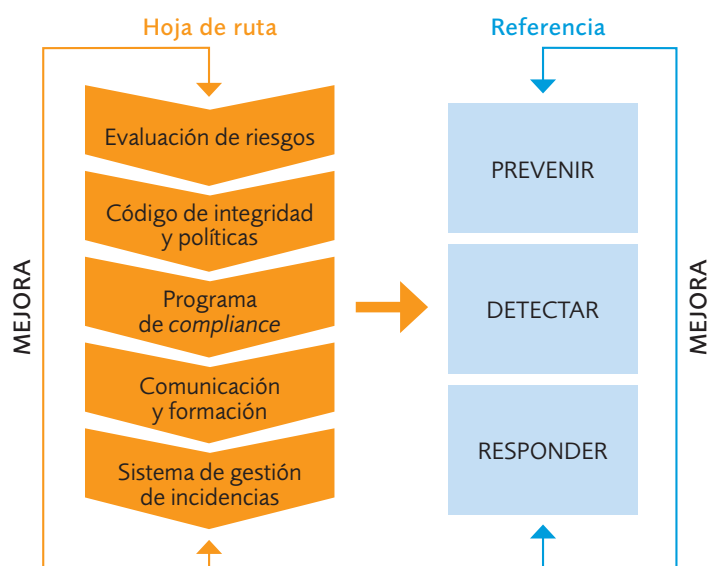 Hoja de ruta
Evaluación de riesgos
Código de integridad
y políticas
Programa
de compliance
Comunicación
y formación
Sistema de gestión
de incidencias
MEJORA
Referencia
PREVENIR
DETECTAR
RESPONDER
MEJORA